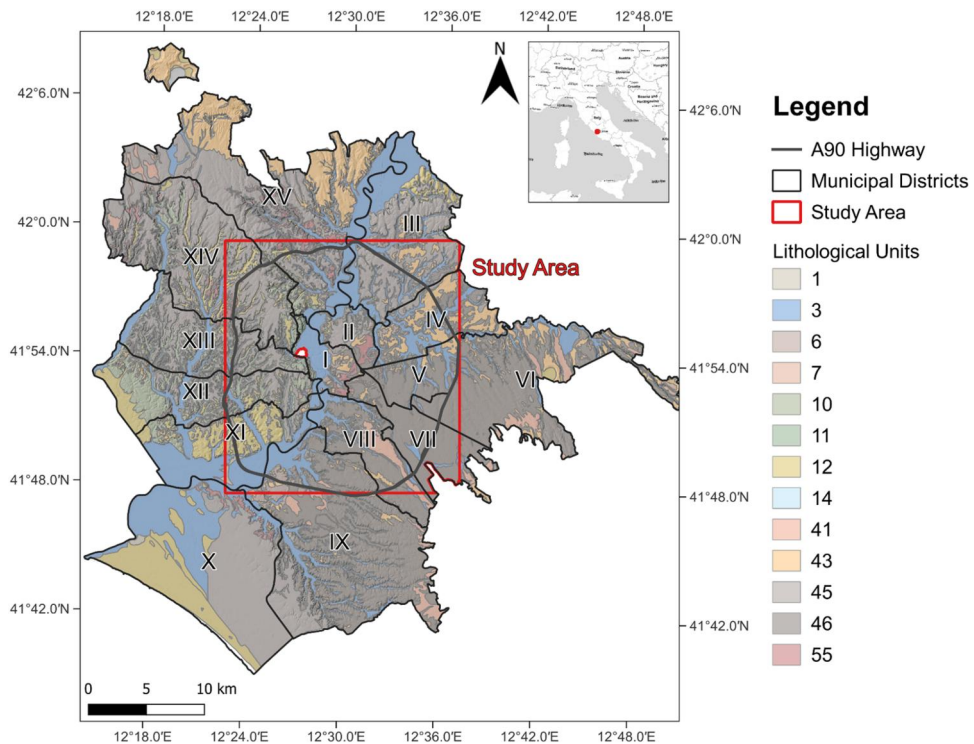 12°18.0'E 12°24.0'E 12°30.0'E 12°36.0'E 12°42.0'E 12°48.0'E
N
42°6.0'N 42°6.0'N
42°0.0'N 42°0.0'N
41°54.0'N 41°54.0'N
41°48.0'N 41°48.0'N
41°42.0'N 41°42.0'N
XV
III
XIV
Study Area
IV
II
XIII
I
V
VI
XII
XI
VIII
VII
IX
X
0 5 10 km
12°18.0'E 12°24.0'E 12°30.0'E 12°36.0'E 12°42.0'E 12°48.0'E
Legend
A90 Highway
Municipal Districts
Study Area
Lithological Units
1
3
6
7
10
11
12
14
41
43
45
46
55